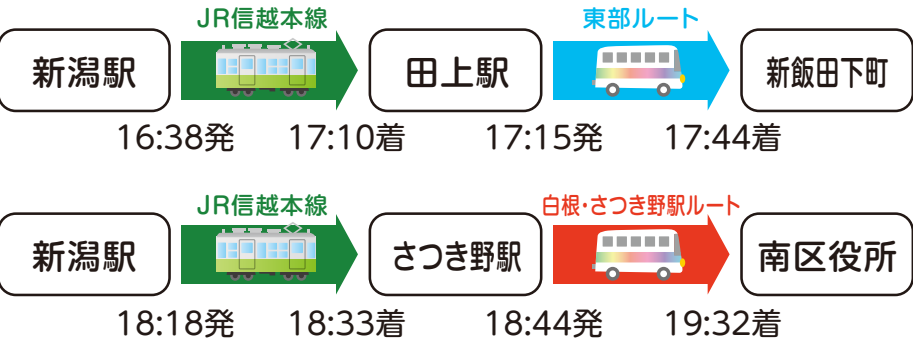 JR信越本線 東部ルート
新潟駅 田上駅 新飯田下町
16:38発 17:10着 17:15発 17:44着
JR信越本線 白根・さつき野駅ルート
新潟駅 さつき野駅 南区役所
18:18発 18:33着 18:44発 19:32着